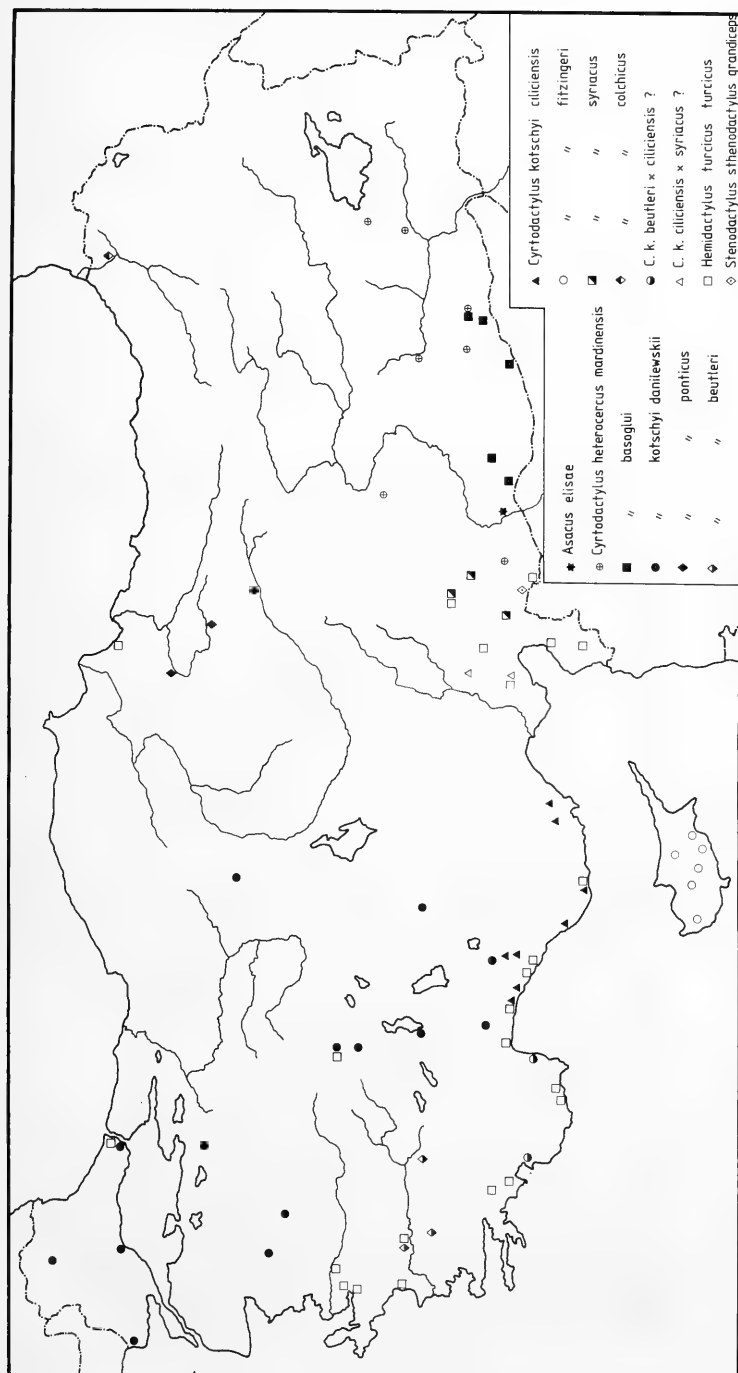 Asacus elisae
Cyrtodactylus heterocercus mardinensis
" basoglui
" kotschyi danilewskii
" " ponticus
" " beutleri
Cyrtodactylus kotschyi ciliciensis
" " fitzingeri
" " syriacus
" " colchicus
C. k. beutleri x ciliciensis ?
C. k. ciliciensis x syriacus ?
Hemidactylus turcicus turcicus
Stenodactylus sthenodactylus grandiceps